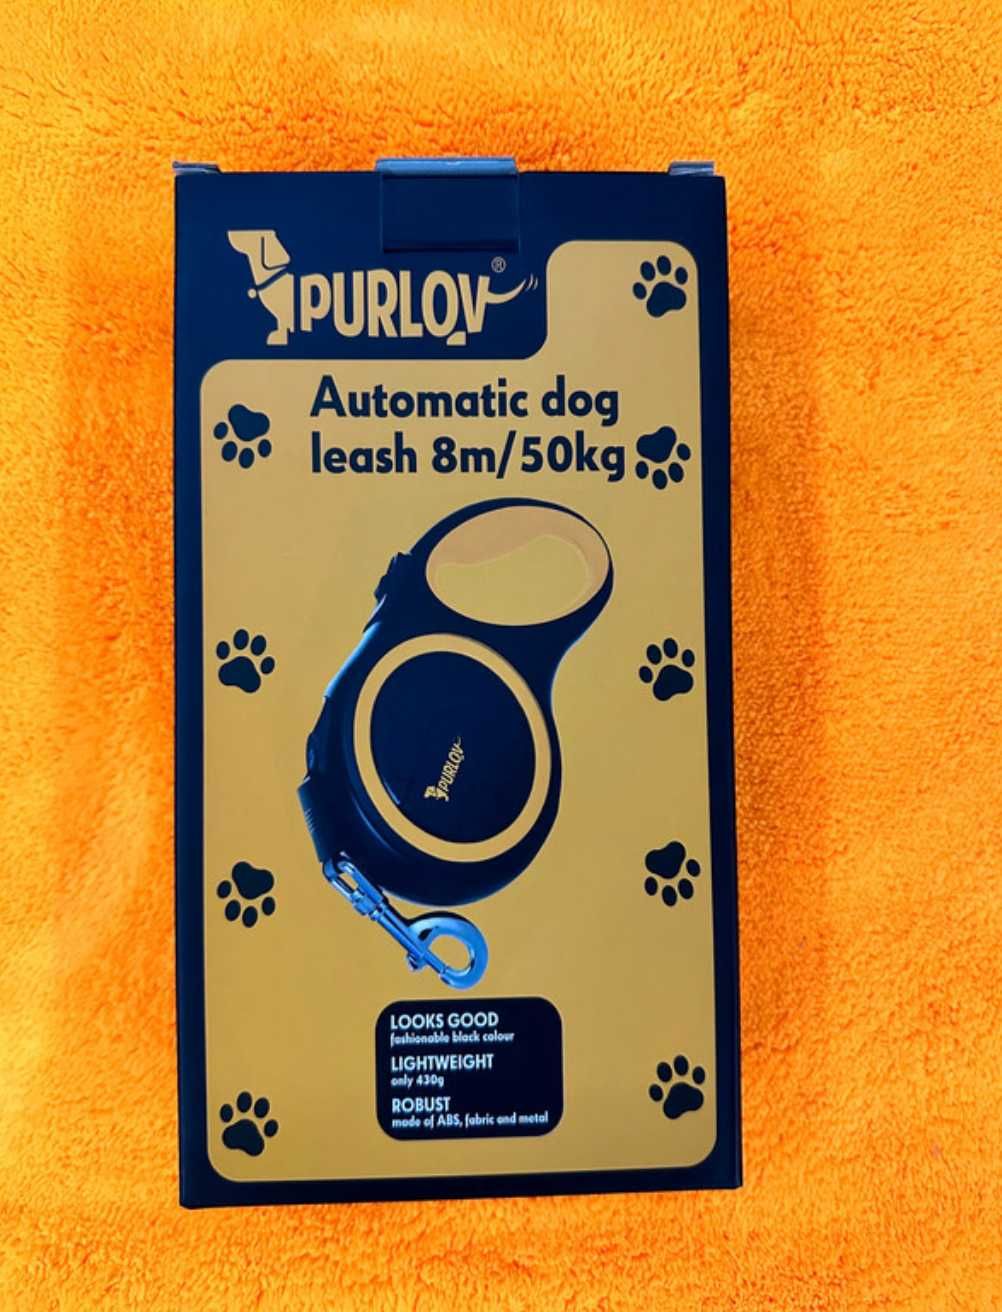 PURLOV®
Automatic dog
leash 8m/50kg
PURLOV
LOOKS GOOD
fashionable black colour
LIGHTWEIGHT
only 430g
ROBUST
made of ABS, fabric and metal